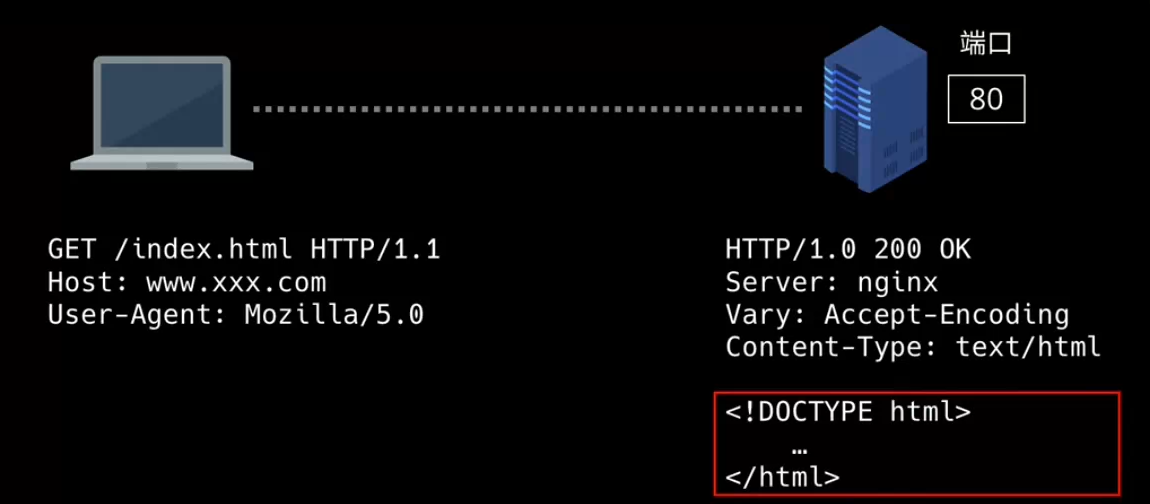 端口
80
GET /index.html HTTP/1.1
Host: www.xxx.com
User-Agent: Mozilla/5.0
HTTP/1.0 200 OK
Server: nginx
Vary: Accept-Encoding
Content-Type: text/html
<!DOCTYPE html>
…
</html>